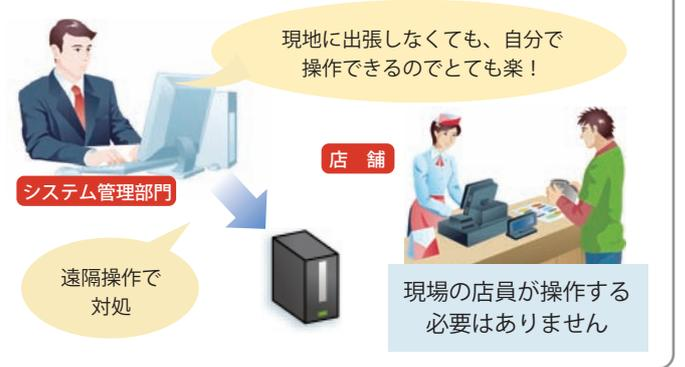 現地に出張しなくても、自分で
操作できるのでとても楽！
システム管理部門
店　舗
遠隔操作で
対処
現場の店員が操作する
必要はありません